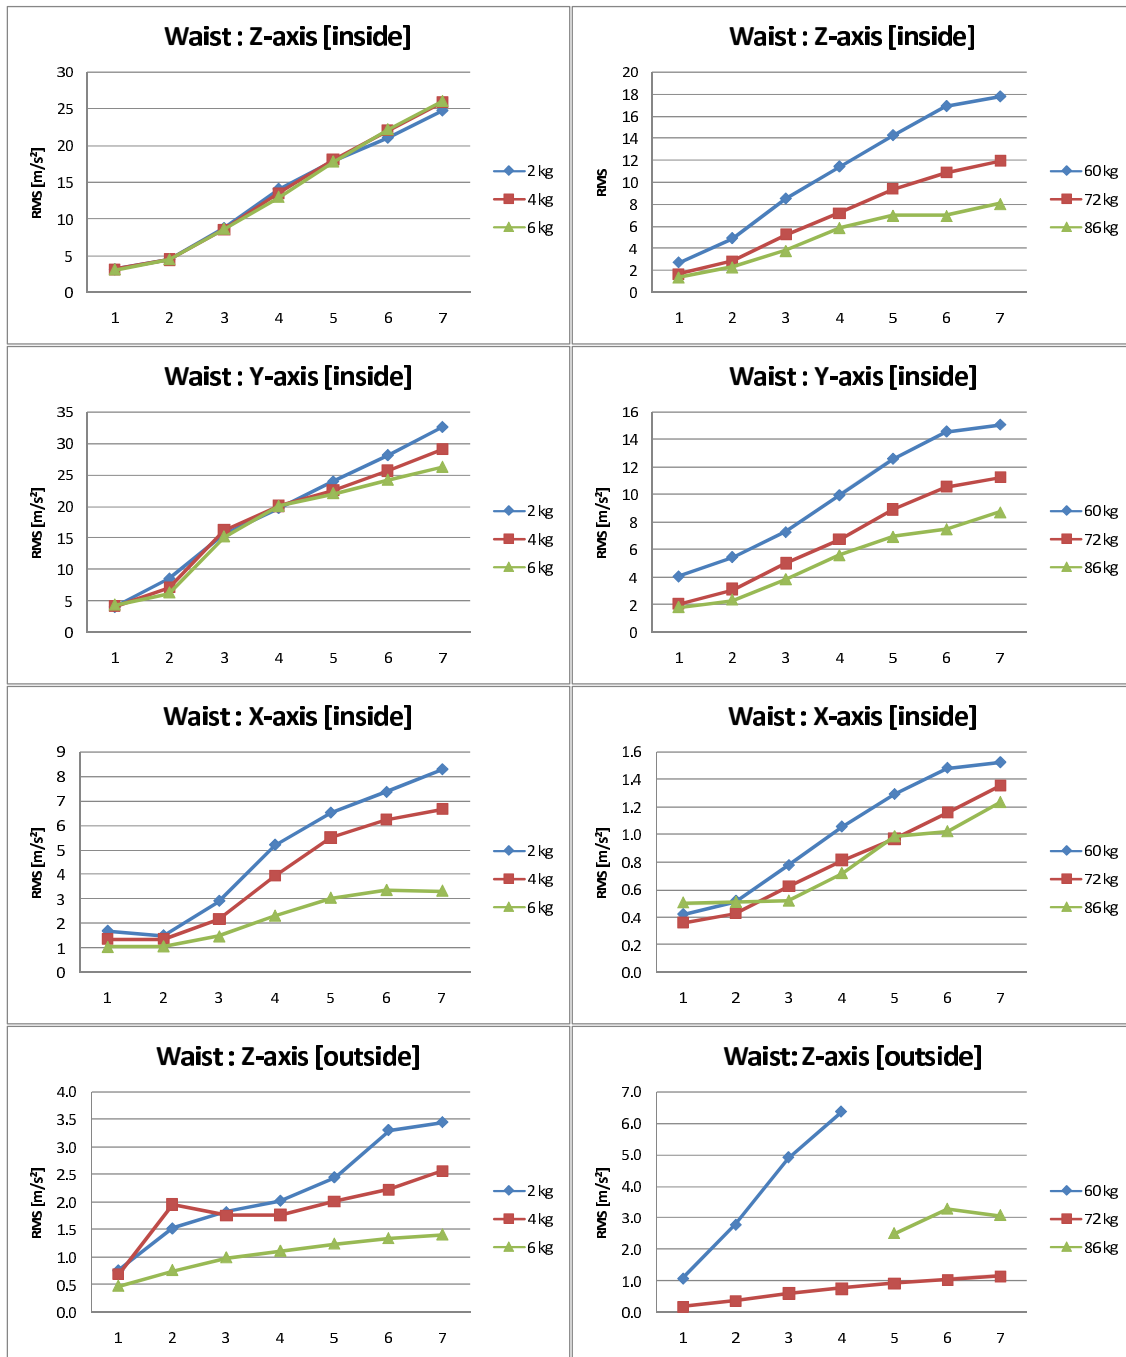 Waist : Z-axis [inside]
30
25
20
15
10
5
0
RMS [m/s²]
1 2 3 4 5 6 7
2 kg
4 kg
6 kg
Waist : Z-axis [inside]
20
18
16
14
12
10
8
6
4
2
0
RMS
1 2 3 4 5 6 7
60 kg
72 kg
86 kg
Waist : Y-axis [inside]
35
30
25
20
15
10
5
0
RMS [m/s²]
1 2 3 4 5 6 7
2 kg
4 kg
6 kg
Waist : Y-axis [inside]
16
14
12
10
8
6
4
2
0
RMS [m/s²]
1 2 3 4 5 6 7
60 kg
72 kg
86 kg
Waist : X-axis [inside]
9
8
7
6
5
4
3
2
1
0
RMS [m/s²]
1 2 3 4 5 6 7
2 kg
4 kg
6 kg
Waist : X-axis [inside]
1.6
1.4
1.2
1.0
0.8
0.6
0.4
0.2
0.0
RMS [m/s²]
1 2 3 4 5 6 7
60 kg
72 kg
86 kg
Waist : Z-axis [outside]
4.0
3.5
3.0
2.5
2.0
1.5
1.0
0.5
0.0
RMS [m/s²]
1 2 3 4 5 6 7
2 kg
4 kg
6 kg
Waist: Z-axis [outside]
7.0
6.0
5.0
4.0
3.0
2.0
1.0
0.0
RMS [m/s²]
1 2 3 4 5 6 7
60 kg
72 kg
86 kg